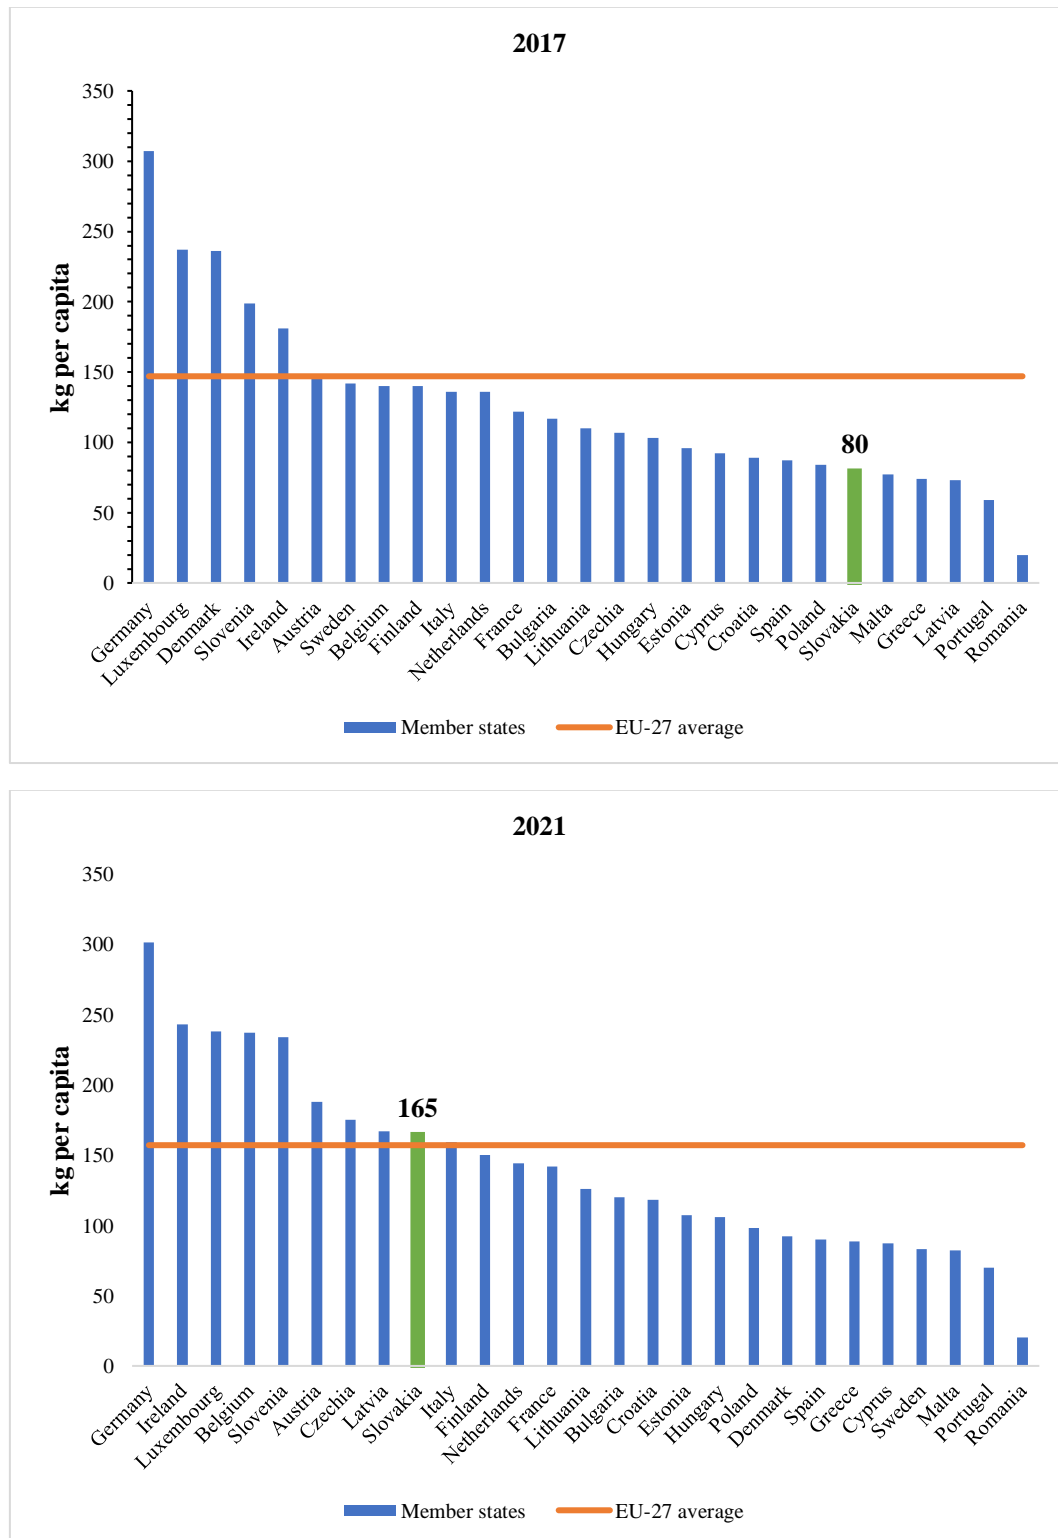 2017
kg per capita
350
300
250
200
150
100
50
0
80
Germany
Luxembourg
Denmark
Slovenia
Ireland
Austria
Sweden
Belgium
Finland
Italy
Netherlands
France
Bulgaria
Lithuania
Czechia
Hungary
Estonia
Cyprus
Croatia
Spain
Poland
Slovakia
Malta
Greece
Latvia
Portugal
Romania
Member states
EU-27 average
2021
kg per capita
350
300
250
200
150
100
50
0
165
Germany
Ireland
Luxembourg
Belgium
Slovenia
Austria
Czechia
Latvia
Slovakia
Italy
Finland
Netherlands
France
Lithuania
Bulgaria
Croatia
Estonia
Hungary
Poland
Denmark
Spain
Greece
Cyprus
Sweden
Malta
Portugal
Romania
Member states
EU-27 average